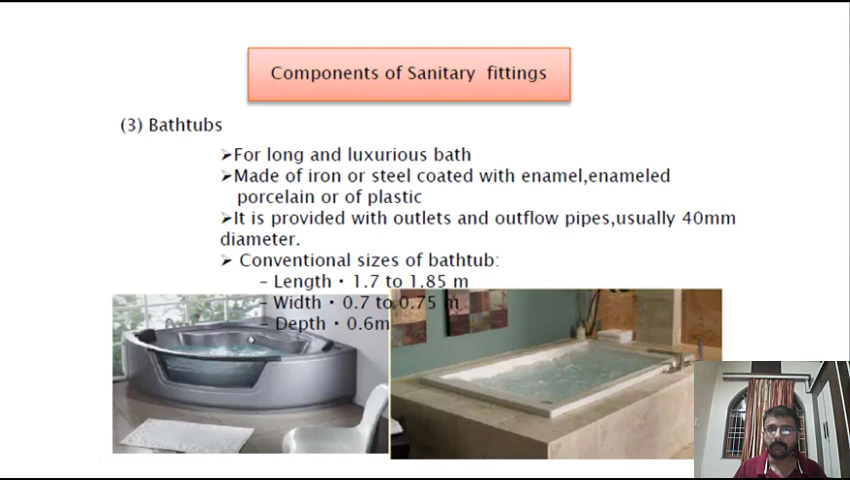 Components of Sanitary fittings
(3) Bathtubs
➢For long and luxurious bath
➢Made of iron or steel coated with enamel,enameled
porcelain or of plastic
➢It is provided with outlets and outflow pipes,usually 40mm
diameter.
➢ Conventional sizes of bathtub:
– Length · 1.7 to 1.85 m
– Width · 0.7 to 0.75 m
– Depth · 0.6m